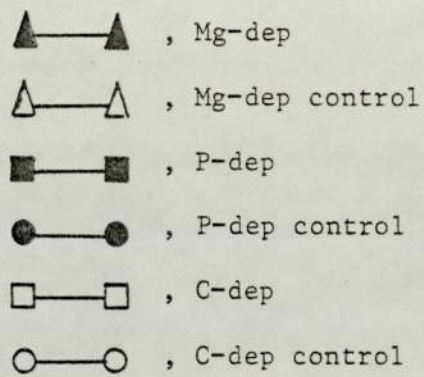 , Mg-dep
, Mg-dep control
, P-dep
, P-dep control
, C-dep
, C-dep control